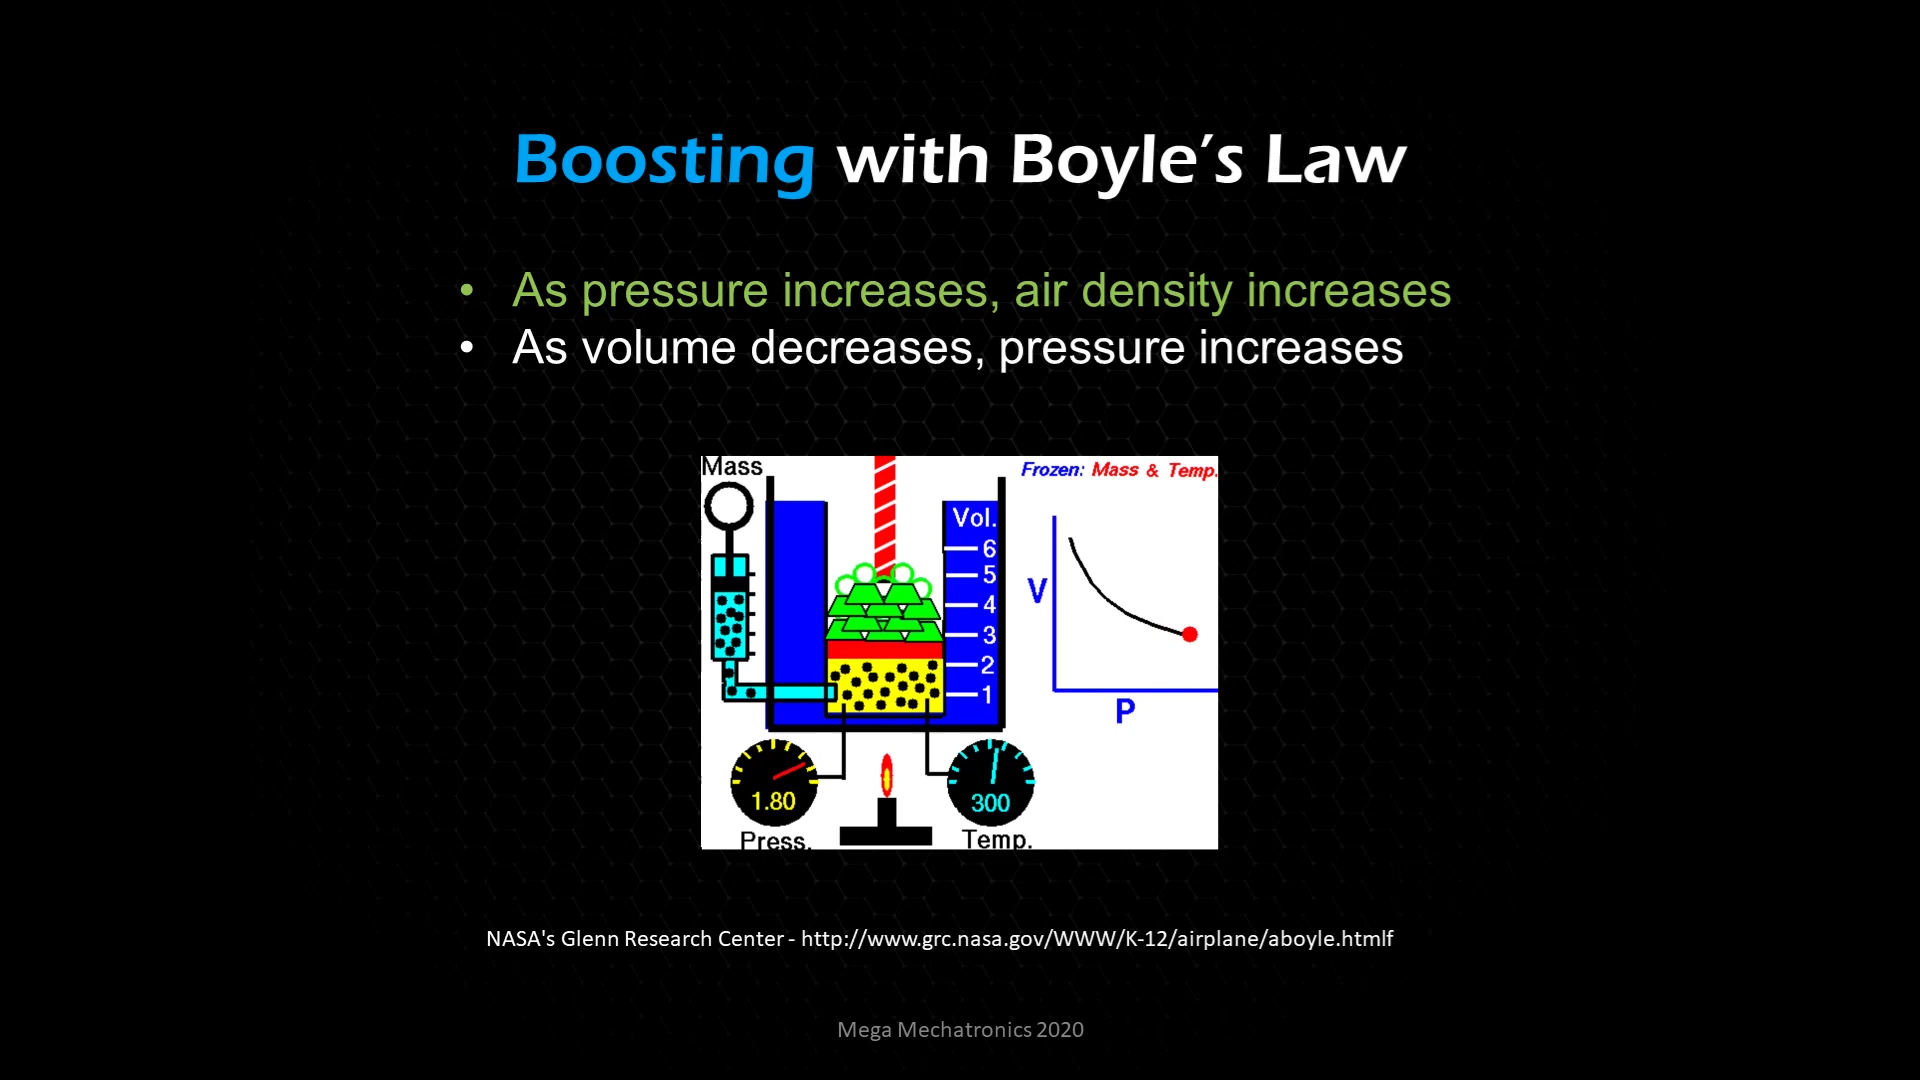 Boosting with Boyle’s Law
• As pressure increases, air density increases
• As volume decreases, pressure increases
Mass
Frozen: Mass & Temp.
Vol.
6
5
4
3
2
1
V
P
1.80
300
Press.
Temp.
NASA's Glenn Research Center - http://www.grc.nasa.gov/WWW/K-12/airplane/aboyle.htmlf
Mega Mechatronics 2020